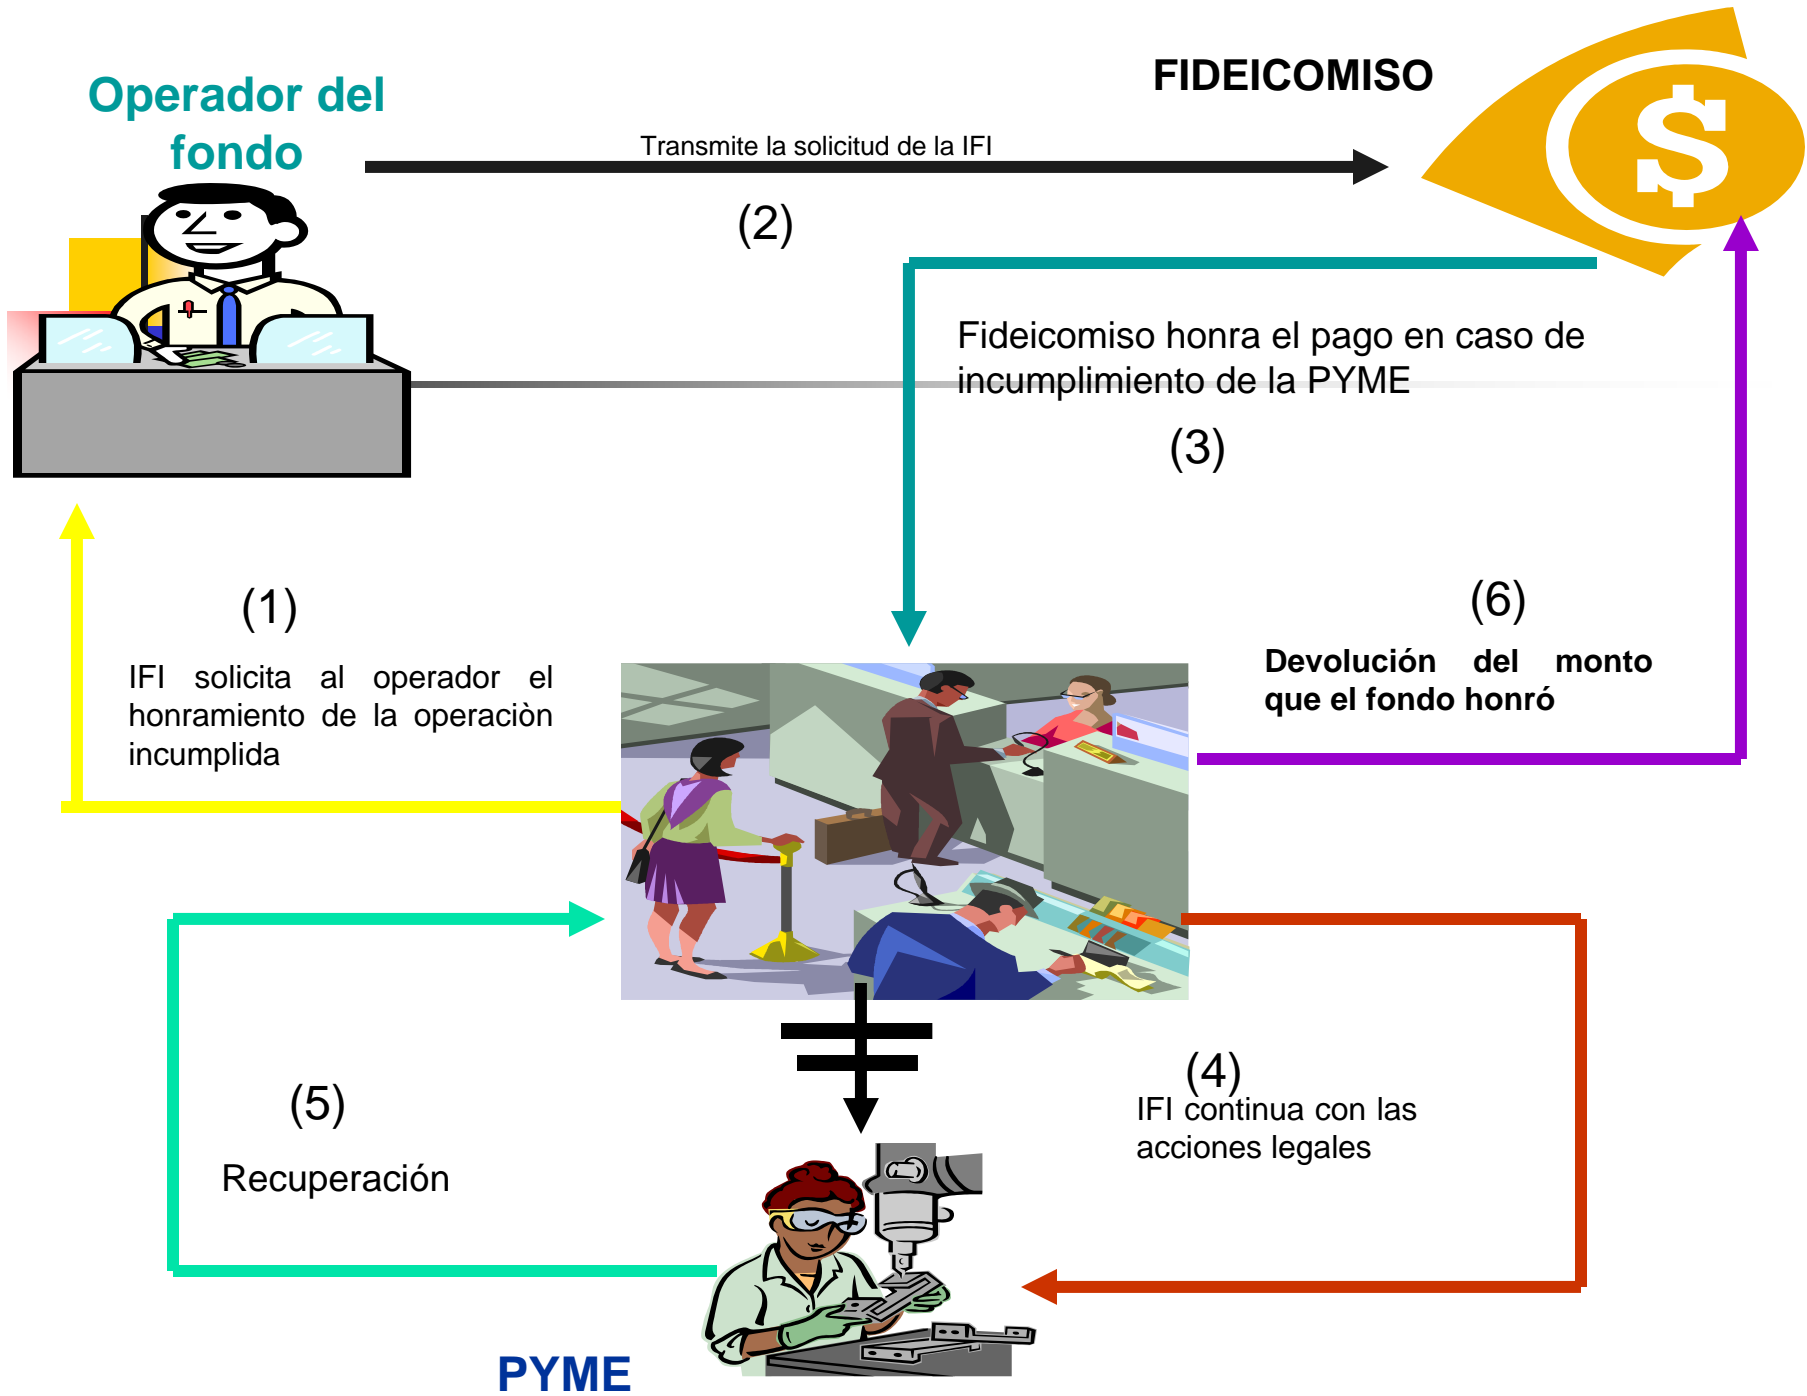 Operador del
fondo
FIDEICOMISO
$
Transmite la solicitud de la IFI
(2)
Fideicomiso honra el pago en caso de
incumplimiento de la PYME
(3)
(1)
IFI solicita al operador el
honramiento de la operaciòn
incumplida
(6)
Devolución del monto
que el fondo honró
(5)
Recuperación
(4)
IFI continua con las
acciones legales
PYME